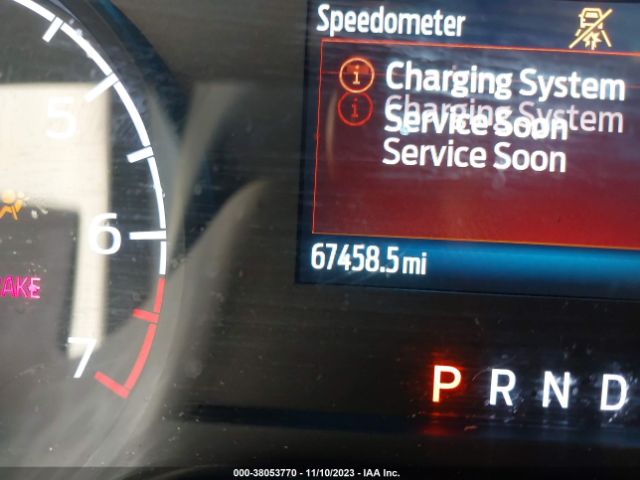 Speedometer
Charging System
Charging System
Service Soon
Service Soon
5
6
67458.5 mi
AKE
7
P R N D
000-38053770 - 11/10/2023 - IAA Inc.